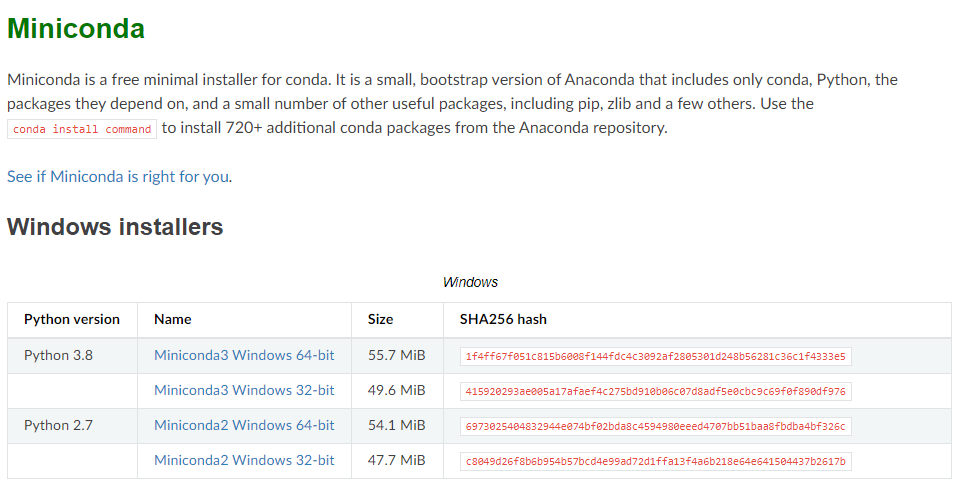 Miniconda
Miniconda is a free minimal installer for conda. It is a small, bootstrap version of Anaconda that includes only conda, Python, the
packages they depend on, and a small number of other useful packages, including pip, zlib and a few others. Use the
conda install command to install 720+ additional conda packages from the Anaconda repository.
See if Miniconda is right for you.
Windows installers
Windows
Python version Name Size SHA256 hash
Python 3.8 Miniconda3 Windows 64-bit 55.7 MiB 1f4ff67f051c815b6008f144fdc4c3092af2805301d248b56281c36c1f4333e5
Miniconda3 Windows 32-bit 49.6 MiB 415920293ae005a17afaef4c275bd910b06c07d8adf5e0cbc9c69f0f890df976
Python 2.7 Miniconda2 Windows 64-bit 54.1 MiB 6973025404832944e074bf02bda8c4594980eeed4707bb51baa8fbdba4bf326c
Miniconda2 Windows 32-bit 47.7 MiB c8049d26f8b6b954b57bcd4e99ad72d1ffa13f4a6b218e64e641504437b2617b